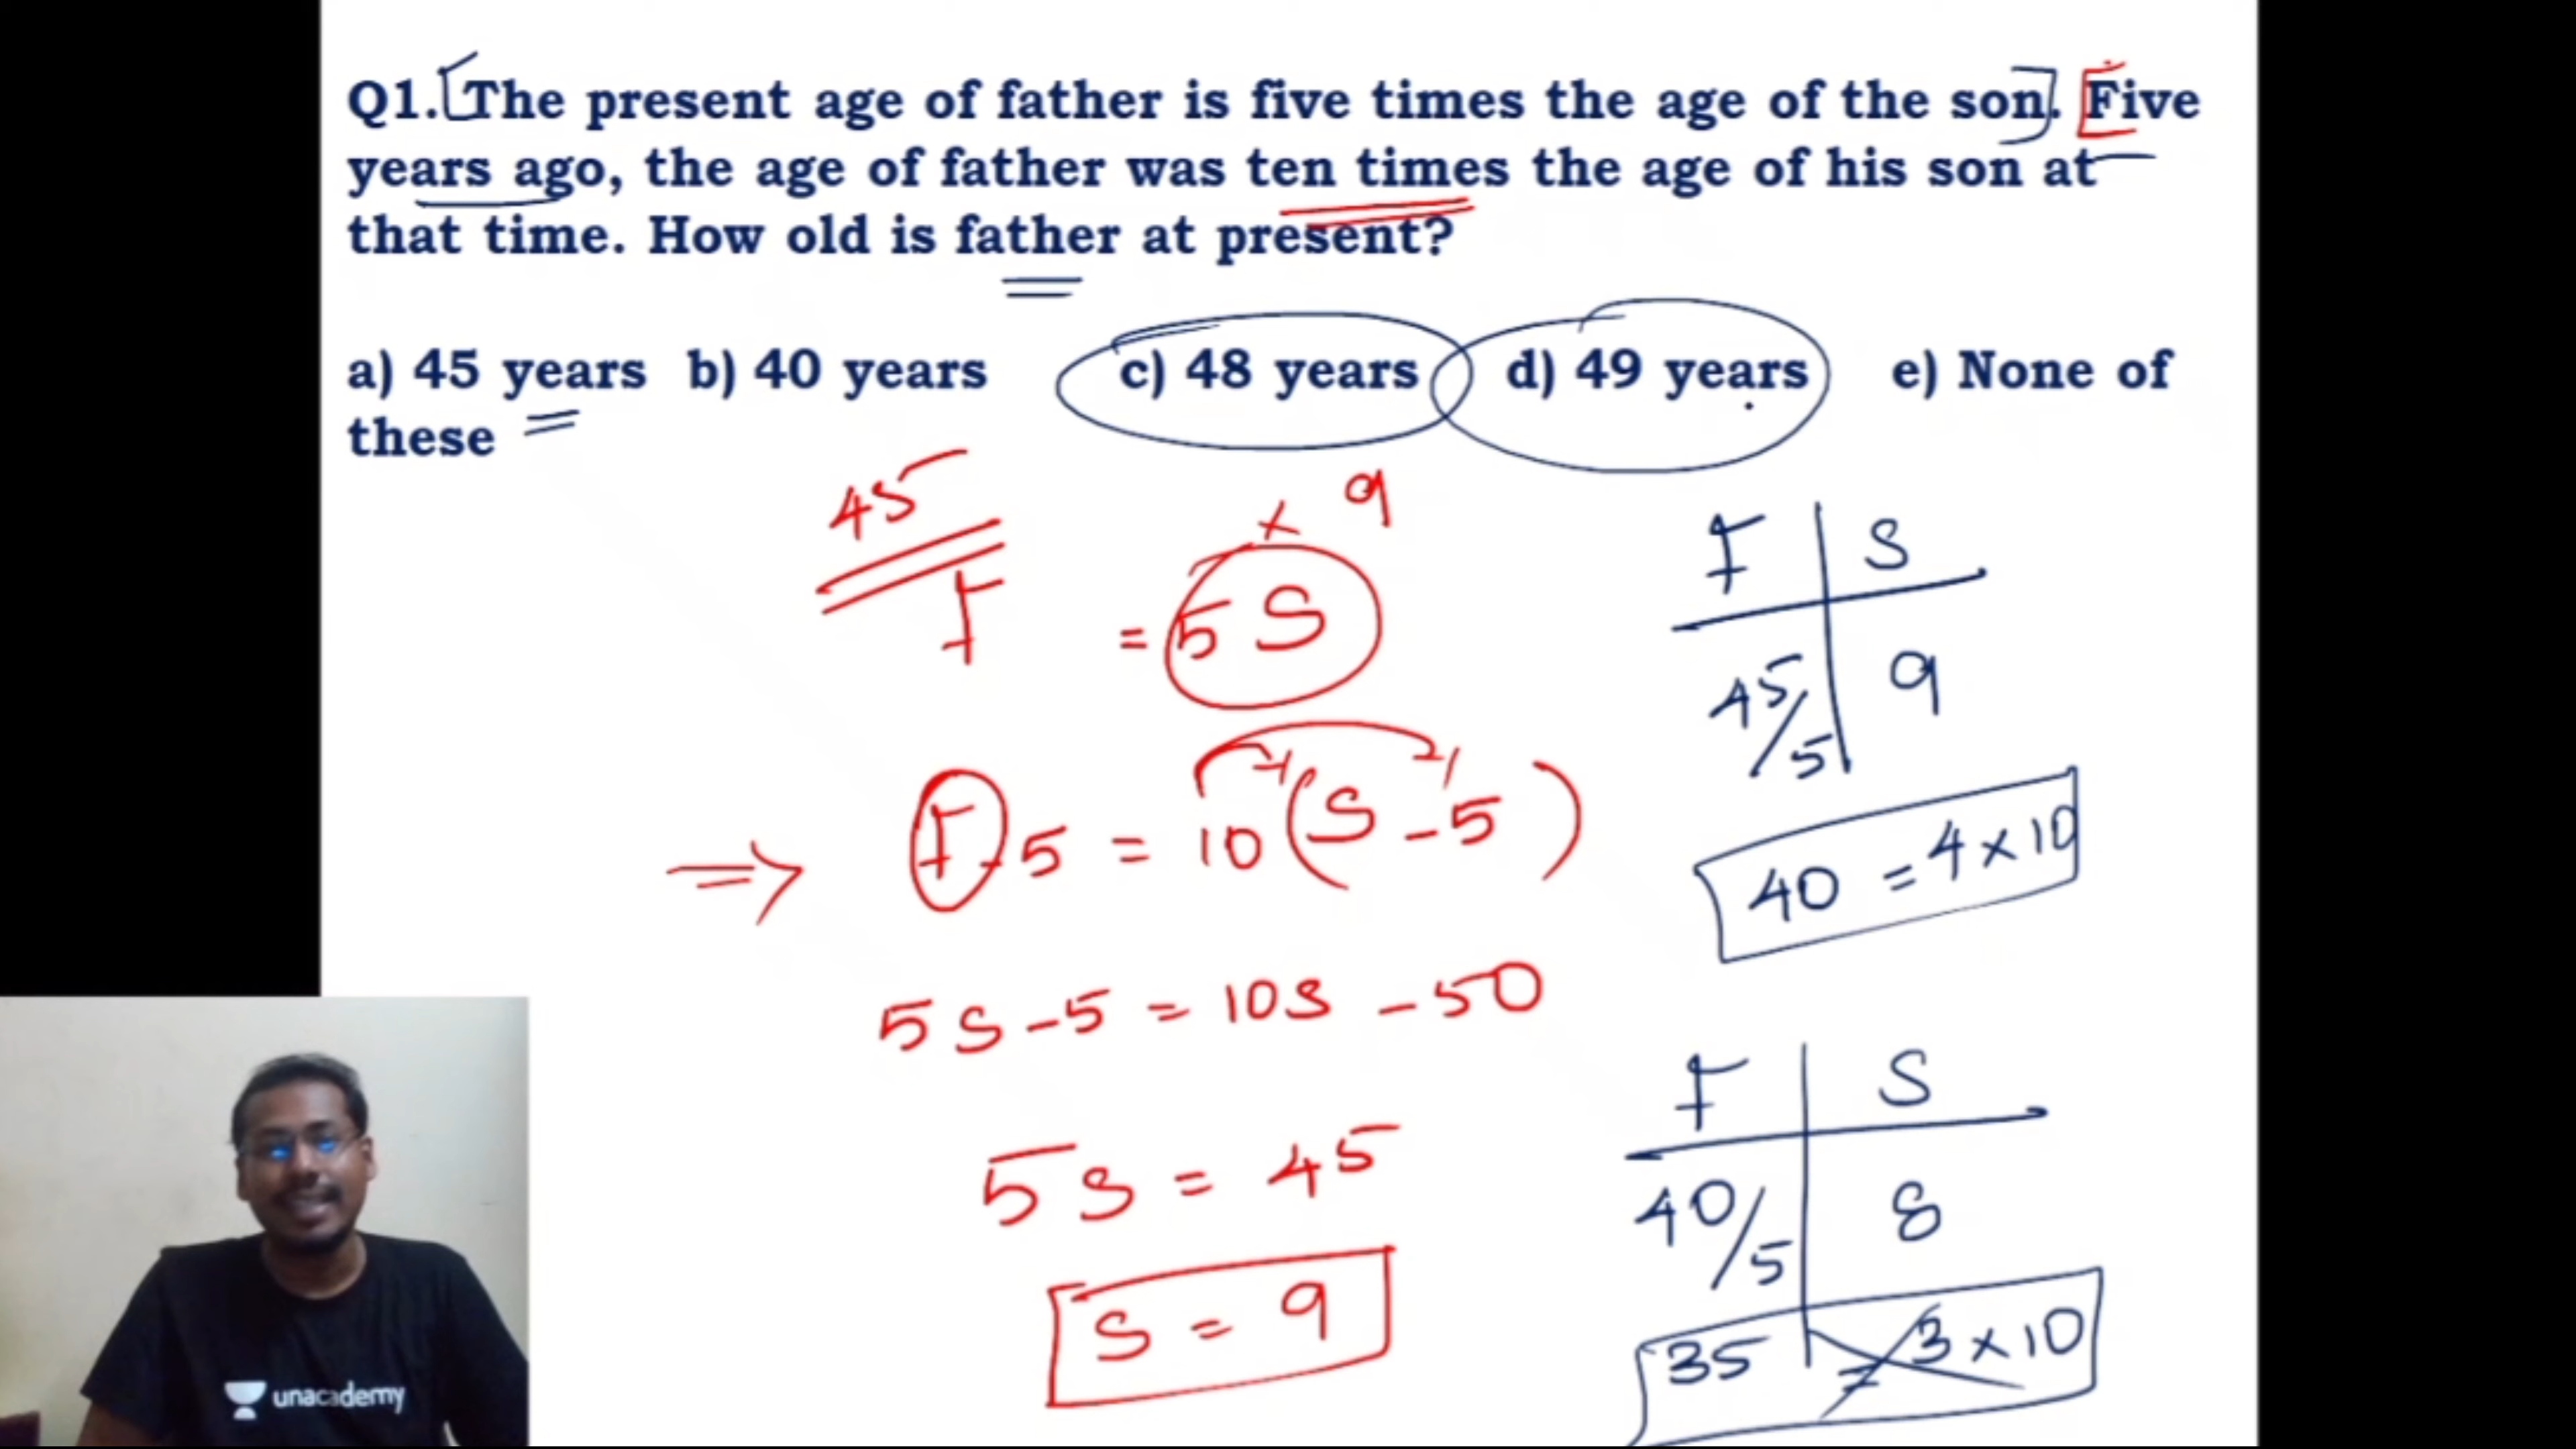 Q1. The present age of father is five times the age of the son. Five
years ago, the age of father was ten times the age of his son at
that time. How old is father at present?
a) 45 years b) 40 years c) 48 years d) 49 years e) None of
these
45
× 9
F = 5 S
⇒ F - 5 = 10 (S - 5)
5S - 5 = 10S - 50
5S = 45
S = 9
F S
45/5 9
40 = 4 × 10
F S
40/5 8
35 = 3 × 10
unacademy